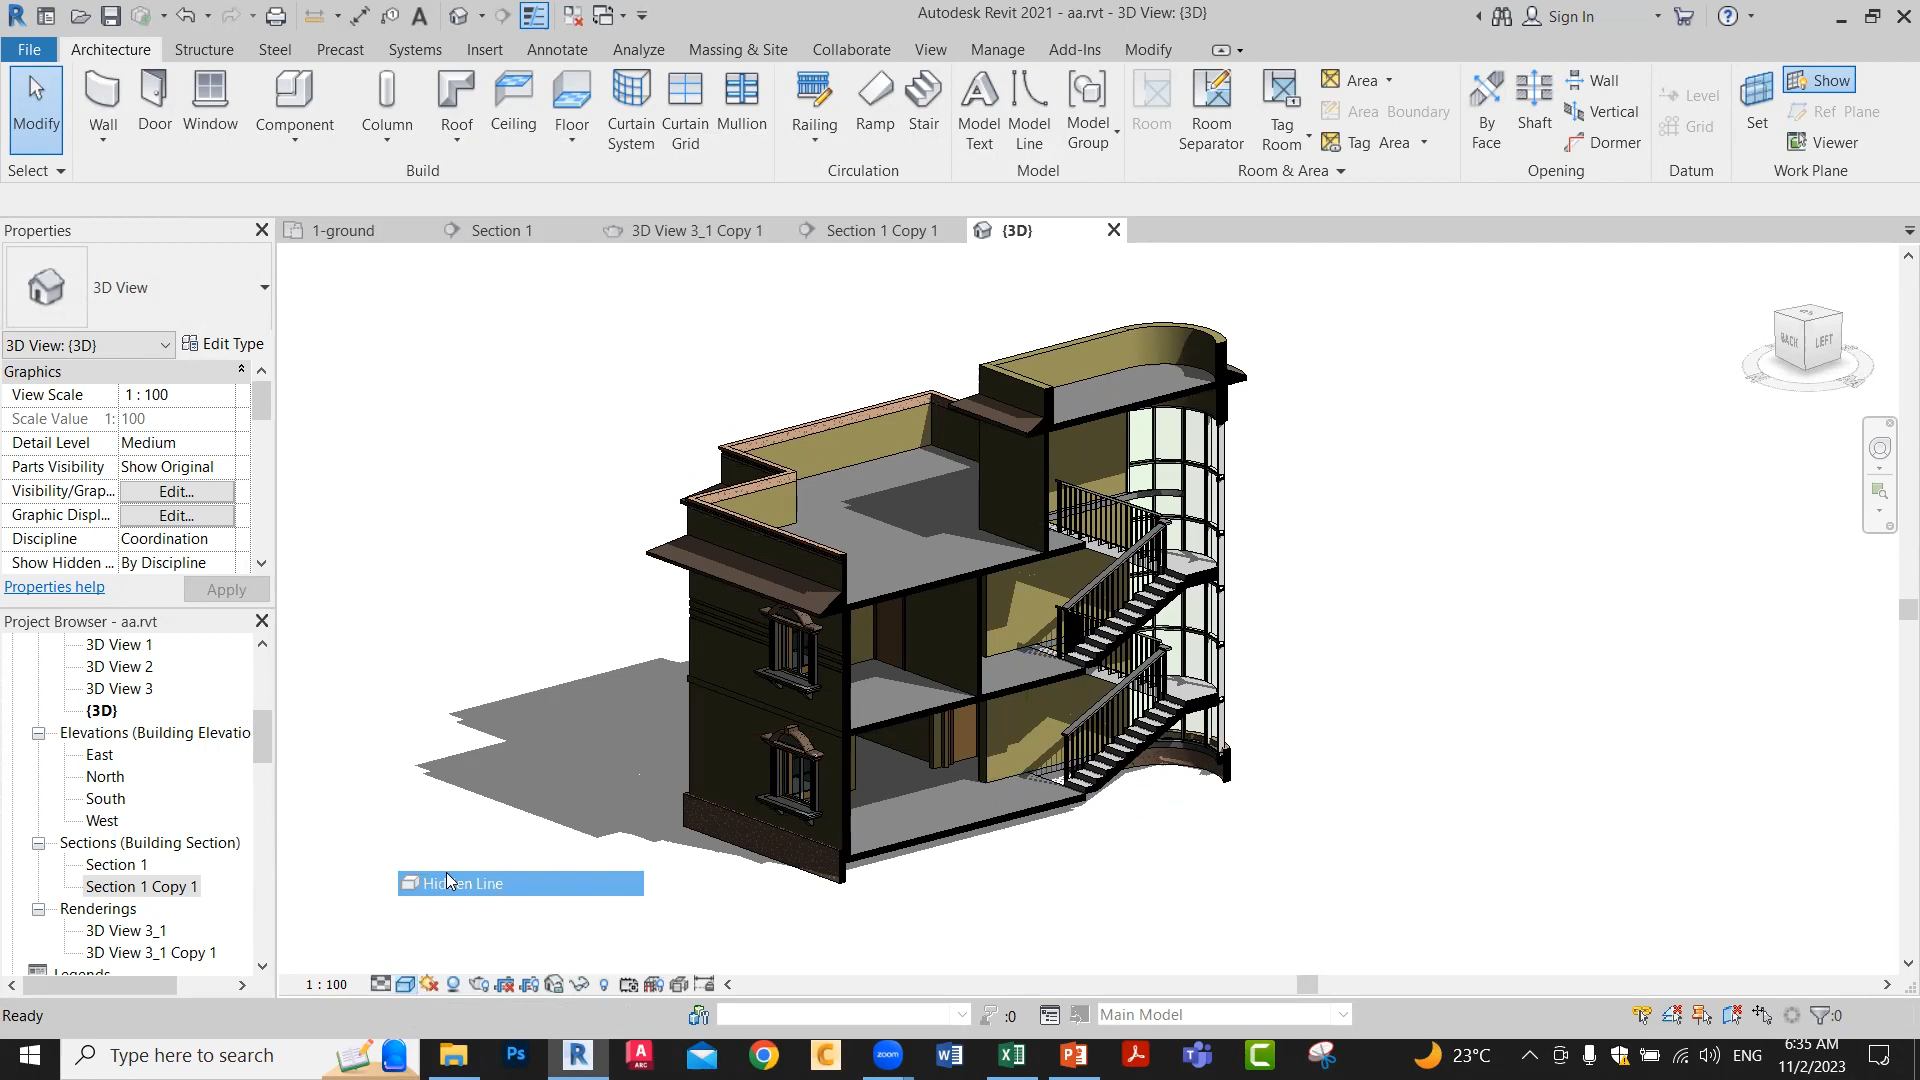 Autodesk Revit 2021 - aa.rvt - 3D View: {3D}
Sign In
File Architecture Structure Steel Precast Systems Insert Annotate Analyze Massing & Site Collaborate View Manage Add-Ins Modify
Modify Wall Door Window Component Column Roof Ceiling Floor Curtain System Curtain Grid Mullion Railing Ramp Stair Model Text Model Line Model Group Room Room Separator Tag Room
Area
Area Boundary
Tag Area
By Face Shaft
Wall
Vertical
Dormer
Level
Grid
Set
Show
Ref Plane
Viewer
Select Build Circulation Model Room & Area Opening Datum Work Plane
Properties
1-ground Section 1 3D View 3_1 Copy 1 Section 1 Copy 1 {3D}
3D View
3D View: {3D} Edit Type
Graphics
View Scale 1 : 100
Scale Value 1: 100
Detail Level Medium
Parts Visibility Show Original
Visibility/Grap... Edit...
Graphic Displ... Edit...
Discipline Coordination
Show Hidden ... By Discipline
Properties help Apply
Project Browser - aa.rvt
3D View 1
3D View 2
3D View 3
{3D}
Elevations (Building Elevatio
East
North
South
West
Sections (Building Section)
Section 1
Section 1 Copy 1
Renderings
3D View 3_1
3D View 3_1 Copy 1
Legends
BACK LEFT
Hidden Line
1 : 100
Ready
:0
Main Model
:0
Type here to search
23°C
ENG
6:35 AM
11/2/2023